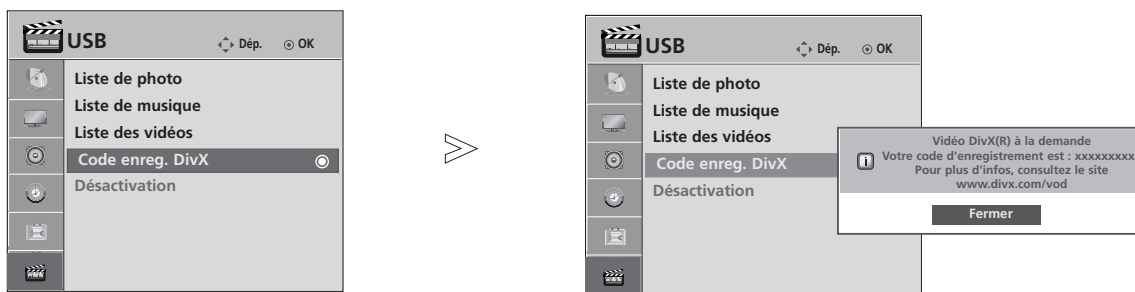 USB Dép. OK
Liste de photo
Liste de musique
Liste des vidéos
Code enreg. DivX
Désactivation
USB Dép. OK
Liste de photo
Liste de musique
Liste des vidéos
Code enreg. DivX
Désactivation
Vidéo DivX(R) à la demande
Votre code d'enregistrement est : xxxxxxxxx
Pour plus d'infos, consultez le site
www.divx.com/vod
Fermer